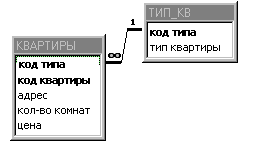 КВАРТИРЫ
код типа
код квартиры
адрес
кол-во комнат
цена
∞
1
ТИП_КВ
код типа
тип квартиры